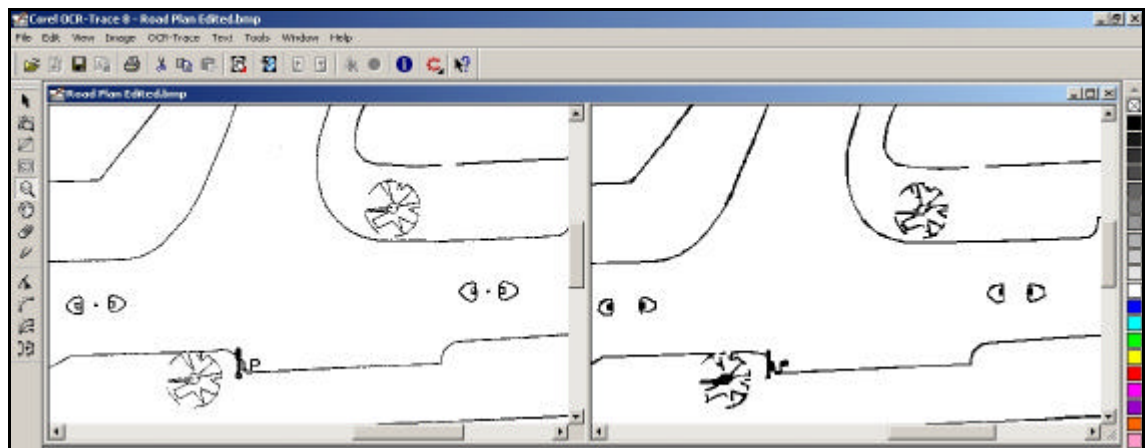 Corel OCR-Trace 8 - Road Plan Edited.bmp
File Edit View Image OCR-Trace Text Tools Window Help
Road Plan Edited.bmp
P